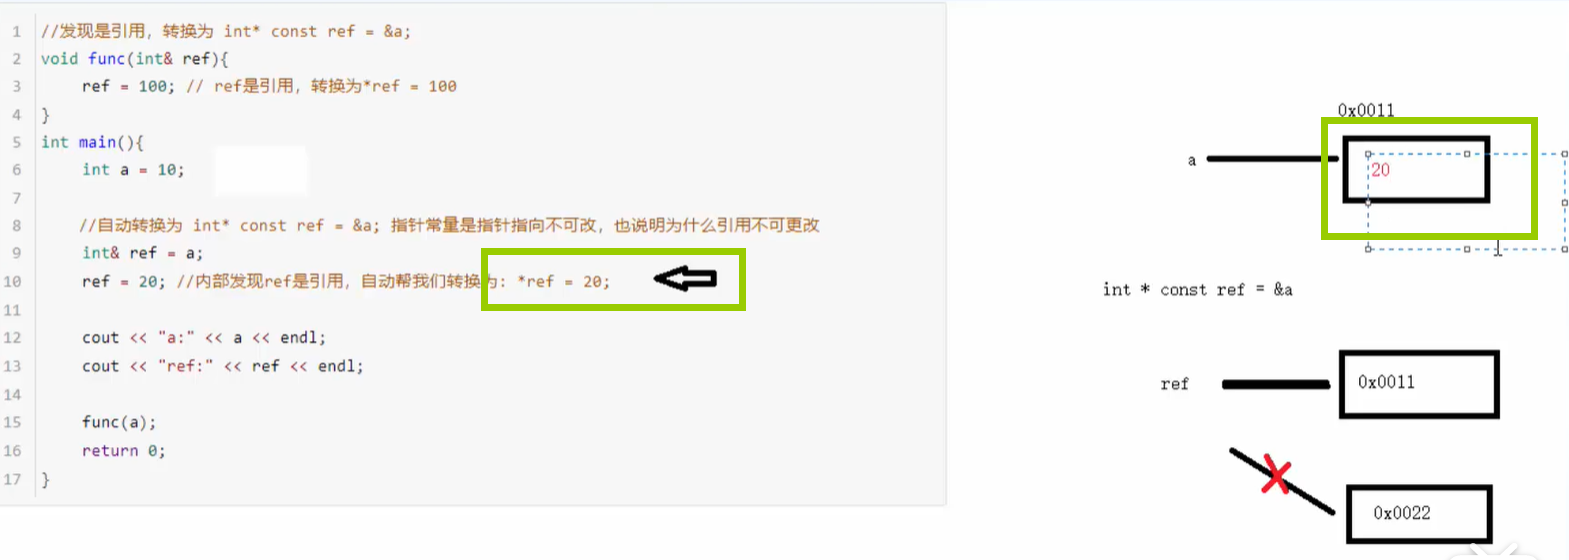 1 //发现是引用，转换为 int* const ref = &a;
2 void func(int& ref){
3 ref = 100; // ref是引用，转换为*ref = 100
4 }
5 int main(){
6 int a = 10;
7
8 //自动转换为 int* const ref = &a; 指针常量是指针指向不可改，也说明为什么引用不可更改
9 int& ref = a;
10 ref = 20; //内部发现ref是引用，自动帮我们转换为: *ref = 20;
11
12 cout << "a:" << a << endl;
13 cout << "ref:" << ref << endl;
14
15 func(a);
16 return 0;
17 }
0x0011
a
20
int * const ref = &a
ref
0x0011
0x0022